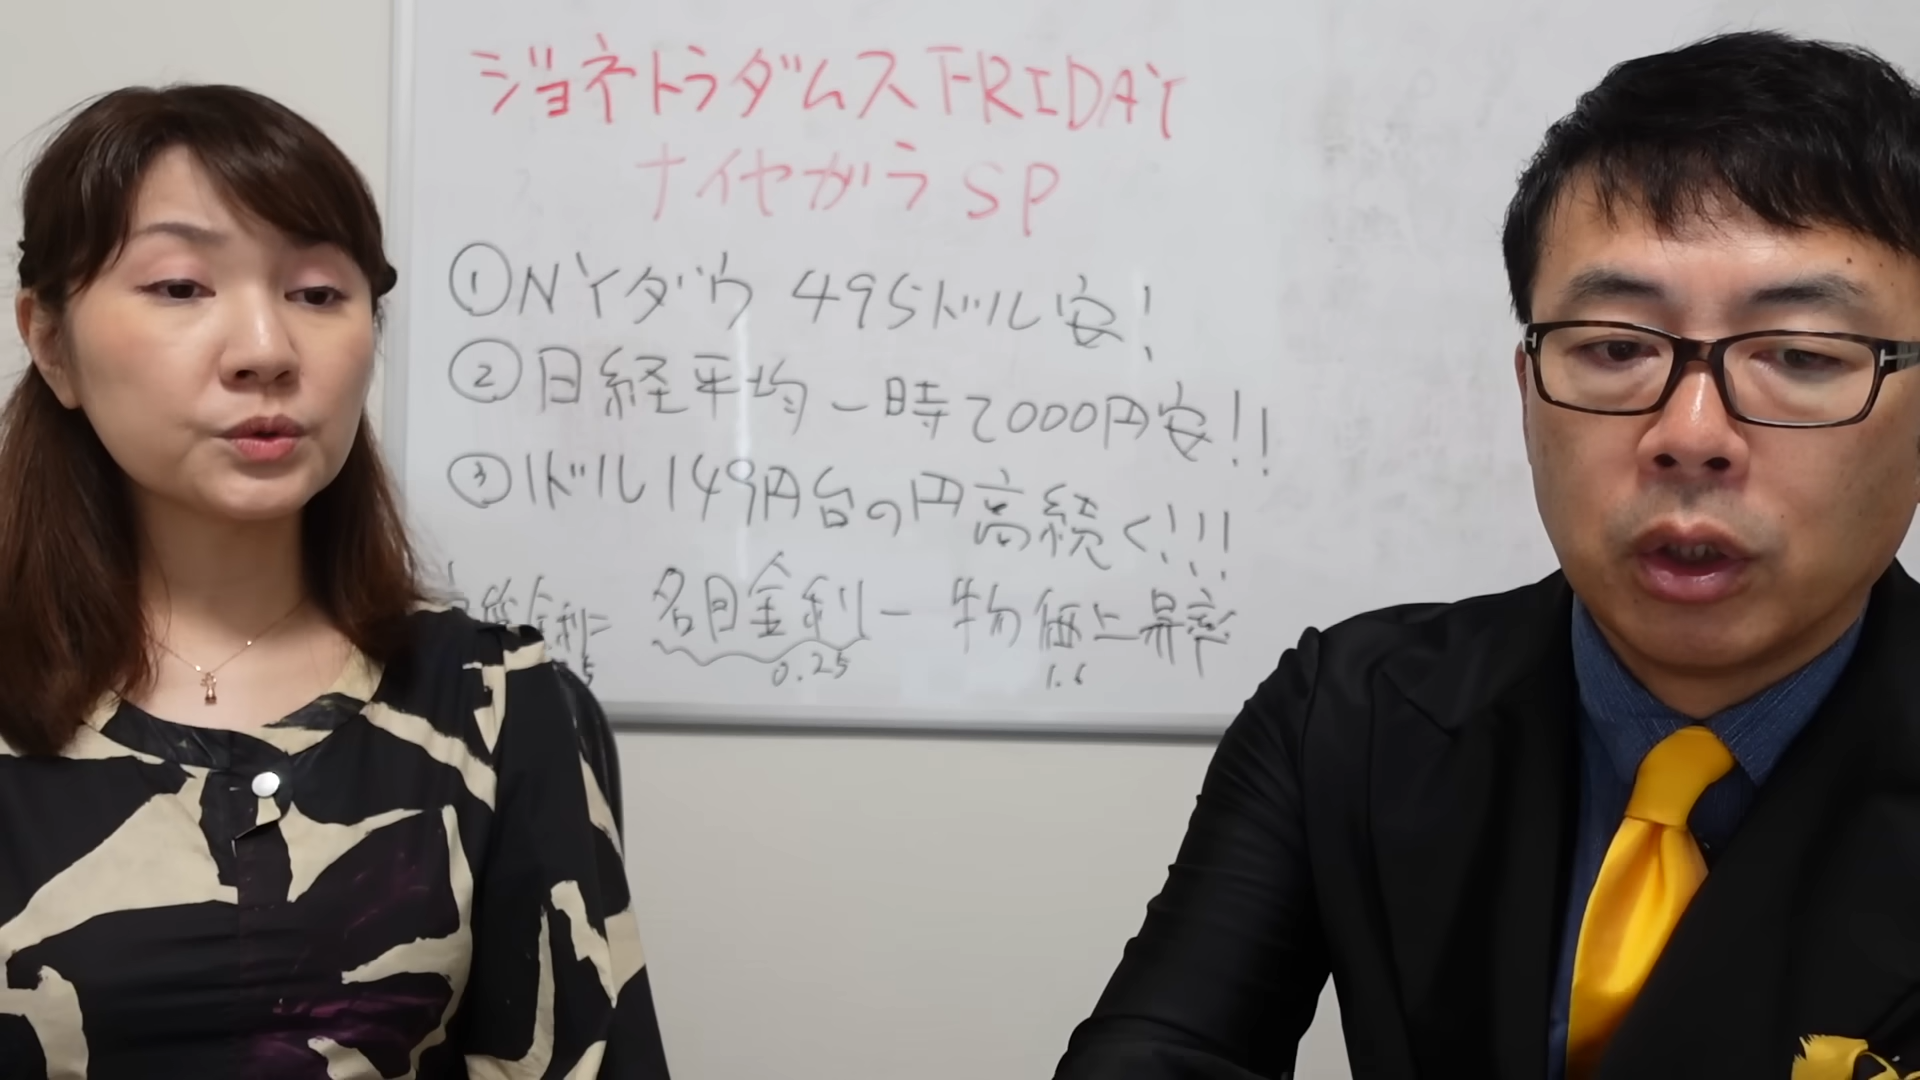 ジョネトラダムスFRIDAY
ナイヤガラSP
①NYダウ 495ドル安!
②日経平均一時2000円安!!
③1ドル149円台の円高続く!!!
金利= 名目金利 − 物価上昇率
0.25 1.6